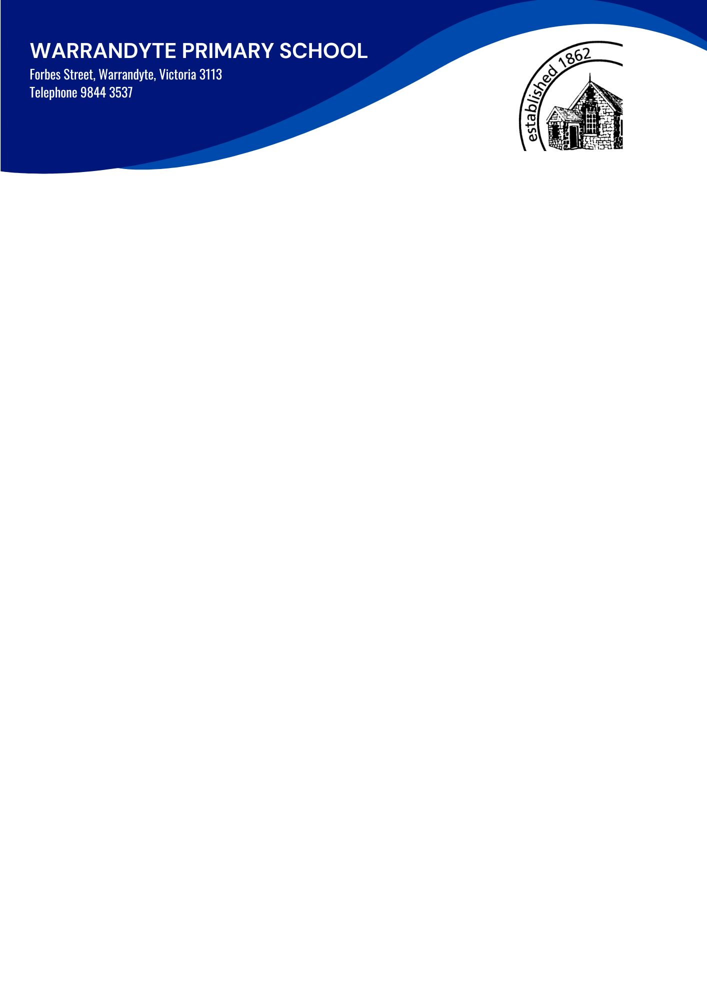 WARRANDYTE PRIMARY SCHOOL
Forbes Street, Warrandyte, Victoria 3113
Telephone 9844 3537
established 1862